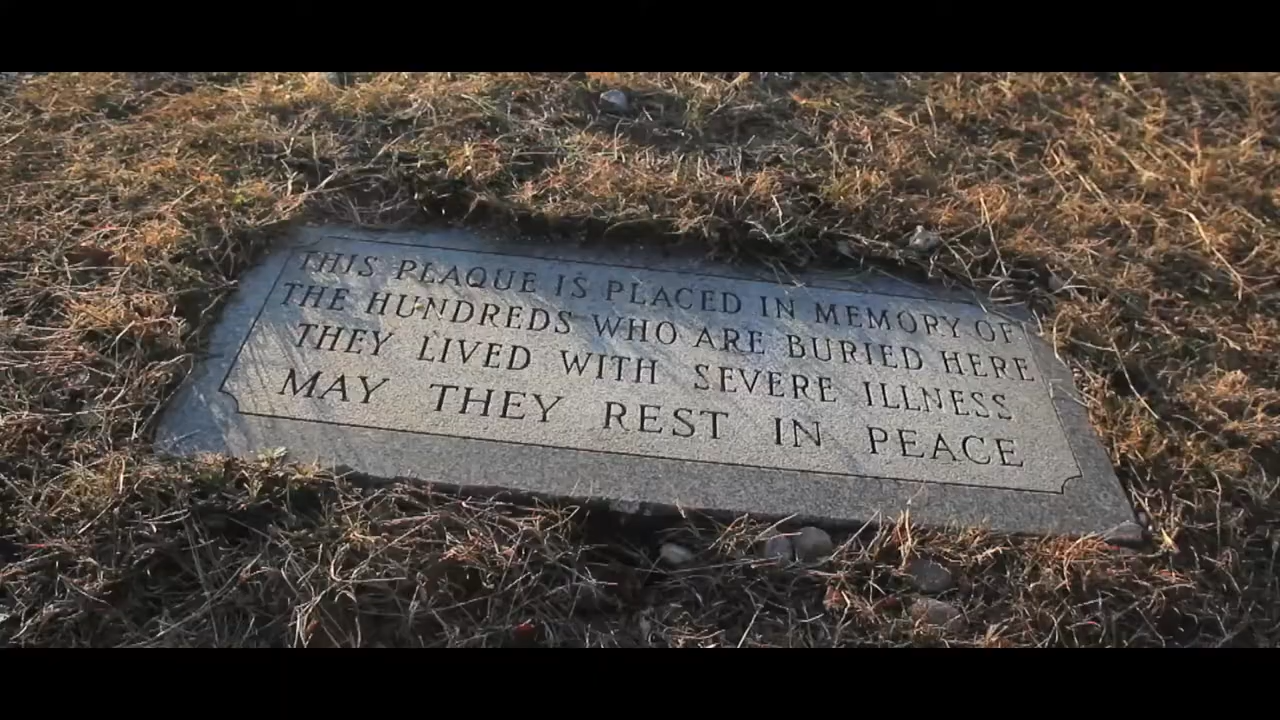 THIS PLAQUE IS PLACED IN MEMORY OF
THE HUNDREDS WHO ARE BURIED HERE
THEY LIVED WITH SEVERE ILLNESS
MAY THEY REST IN PEACE